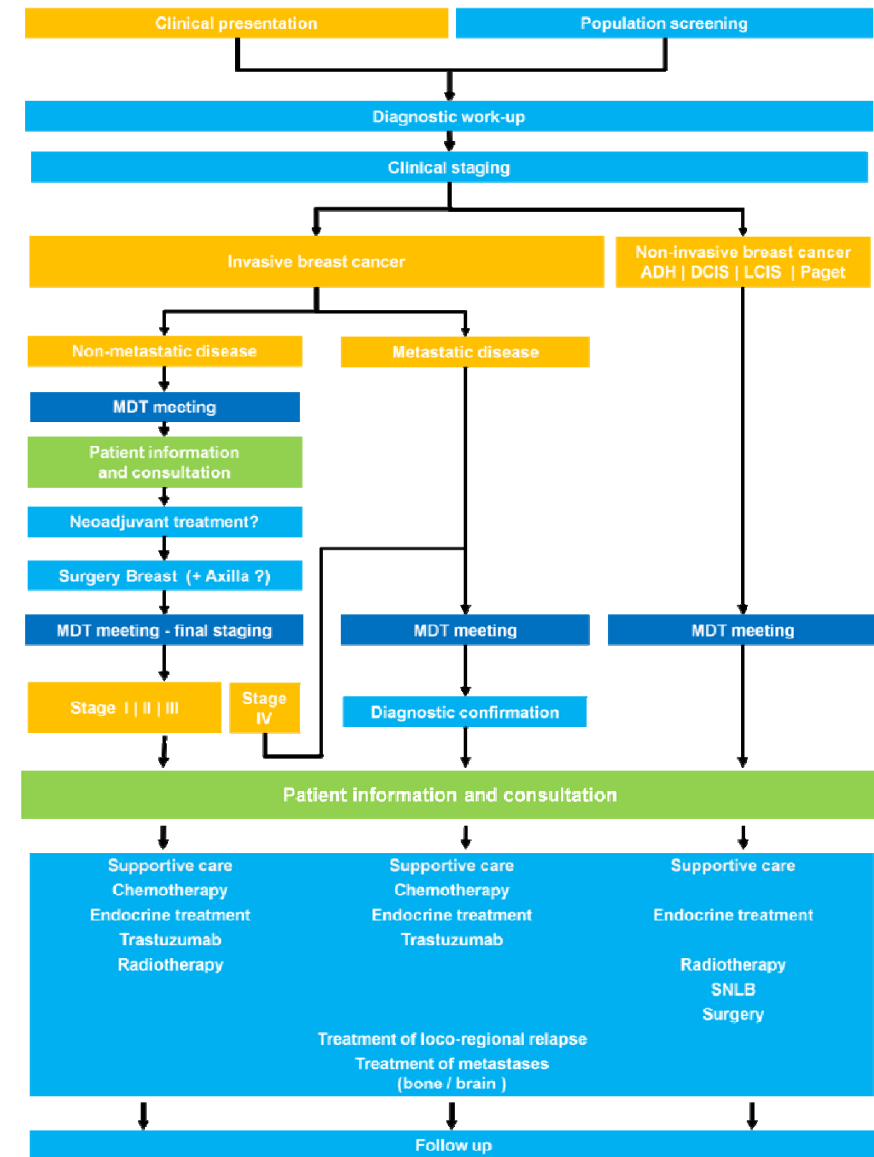 Clinical presentation
Population screening
Diagnostic work-up
Clinical staging
Invasive breast cancer
Non-invasive breast cancer
ADH | DCIS | LCIS | Paget
Non-metastatic disease
Metastatic disease
MDT meeting
Patient information
and consultation
Neoadjuvant treatment?
Surgery Breast (+ Axilla ?)
MDT meeting - final staging
MDT meeting
MDT meeting
Stage I | II | III
Stage
IV
Diagnostic confirmation
Patient information and consultation
Supportive care
Chemotherapy
Endocrine treatment
Trastuzumab
Radiotherapy
Supportive care
Chemotherapy
Endocrine treatment
Trastuzumab
Treatment of loco-regional relapse
Treatment of metastases
(bone / brain )
Supportive care
Endocrine treatment
Radiotherapy
SNLB
Surgery
Follow up